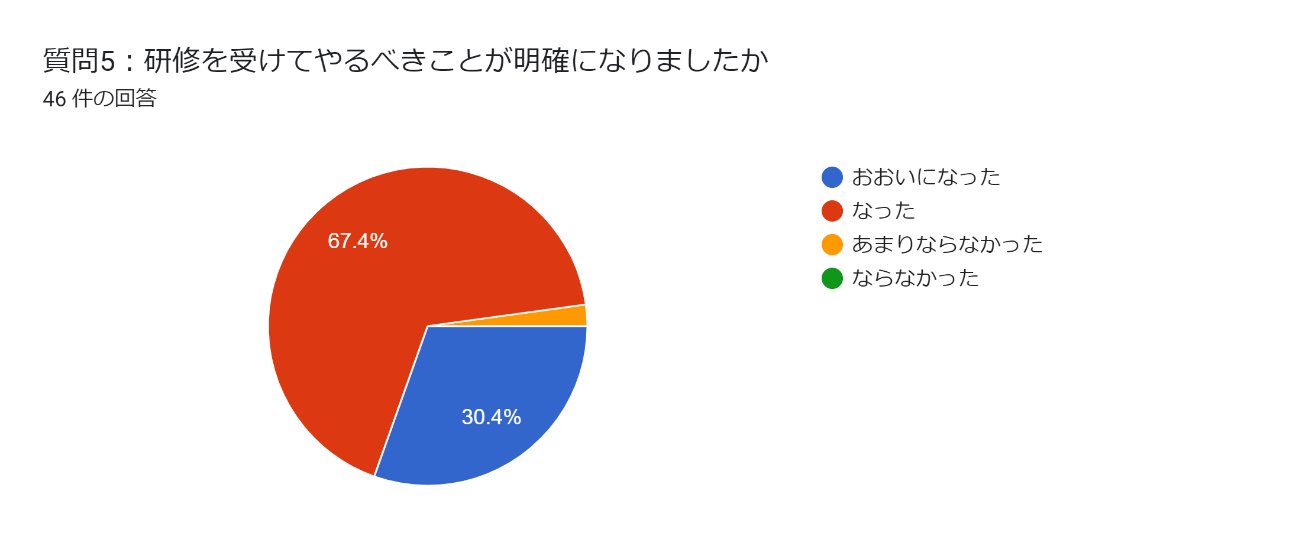 質問5：研修を受けてやるべきことが明確になりましたか
46 件の回答
67.4%
30.4%
おおいになった
なった
あまりならなかった
ならなかった